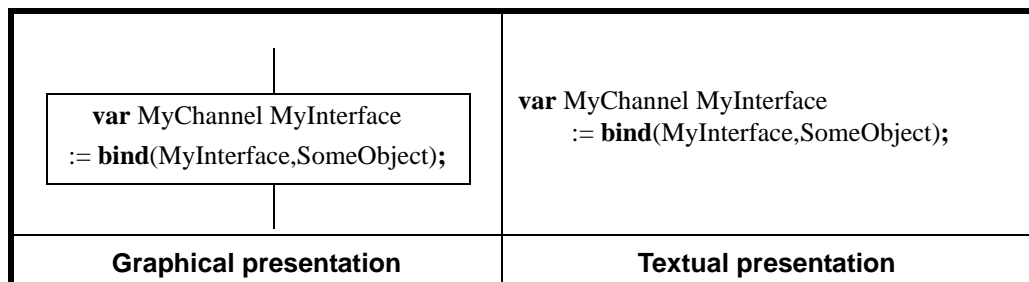 var MyChannel MyInterface
:= bind(MyInterface,SomeObject);
var MyChannel MyInterface
:= bind(MyInterface,SomeObject);
Graphical presentation
Textual presentation